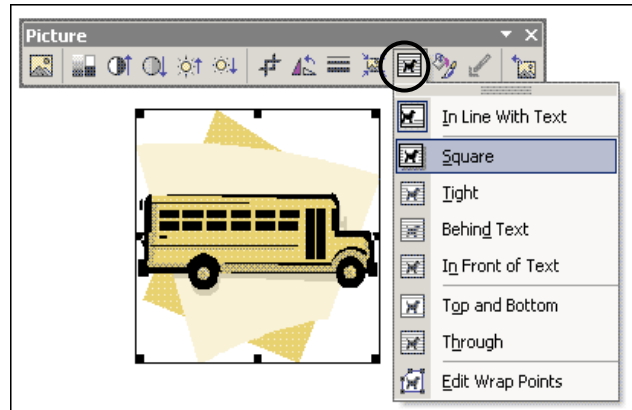 Picture
In Line With Text
Square
Tight
Behind Text
In Front of Text
Top and Bottom
Through
Edit Wrap Points